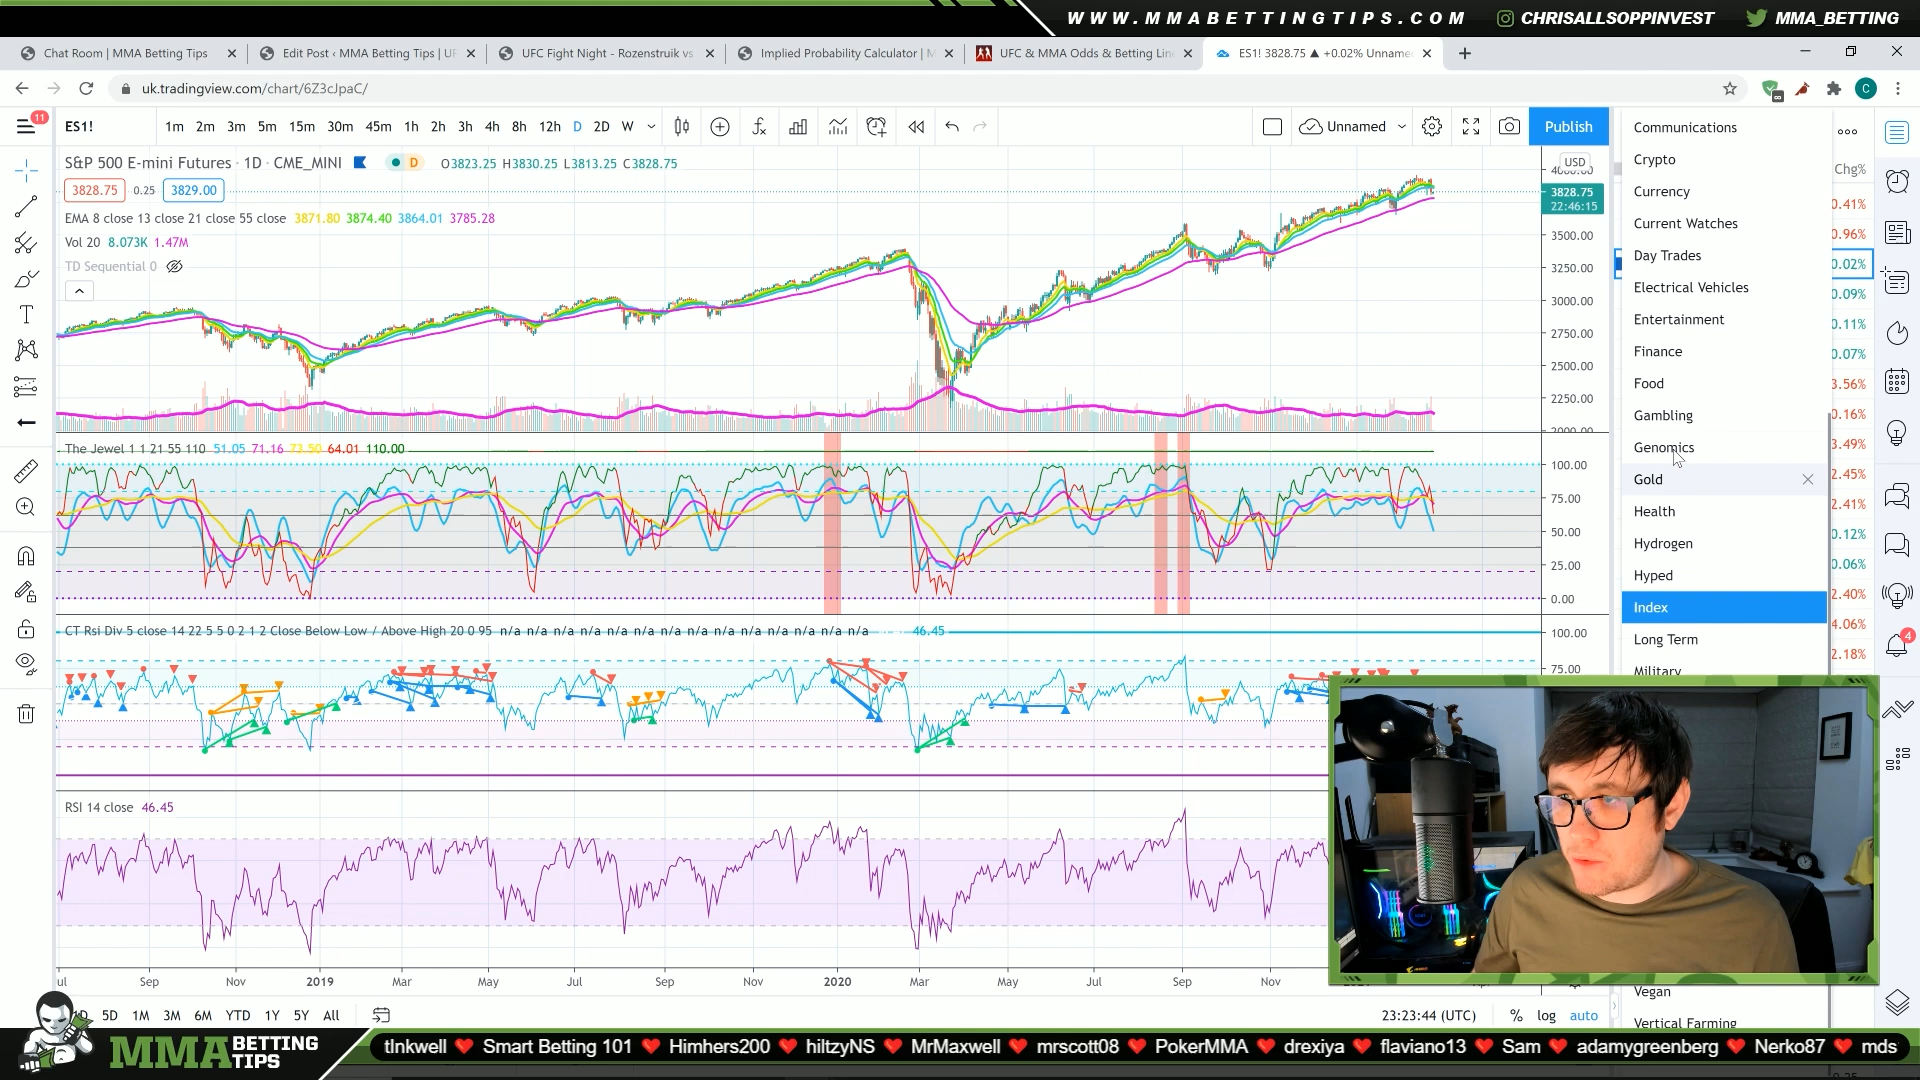 WWW.MMABETTINGTIPS.COM CHRISALLSOPPINVEST MMA_BETTING
Chat Room | MMA Betting Tips Edit Post ‹ MMA Betting Tips | UF UFC Fight Night - Rozenstruik vs Implied Probability Calculator | M UFC & MMA Odds & Betting Line ES1! 3828.75 ▲ +0.02% Unname
uk.tradingview.com/chart/6Z3cJpaC/ C
11 ES1! 1m 2m 3m 5m 15m 30m 45m 1h 2h 3h 4h 8h 12h D 2D W Unnamed Publish
S&P 500 E-mini Futures · 1D · CME_MINI D O3823.25 H3830.25 L3813.25 C3828.75
USD
3828.75 0.25 3829.00
EMA 8 close 13 close 21 close 55 close 3871.80 3874.40 3864.01 3785.28
Vol 20 8.073K 1.47M
TD Sequential 0
3828.75
22:46:15
3500.00
3250.00
3000.00
2750.00
2500.00
2250.00
2000.00
The Jewel 1 1 21 55 110 51.05 71.16 73.50 64.01 110.00
100.00
75.00
50.00
25.00
0.00
CT Rsi Div 5 close 14 22 5 5 0 2 1 2 Close Below Low / Above High 20 0 95 n/a n/a n/a n/a n/a n/a n/a n/a n/a n/a n/a n/a n/a n/a 46.45
100.00
75.00
RSI 14 close 46.45
ul Sep Nov 2019 Mar May Jul Sep Nov 2020 Mar May Jul Sep Nov
5D 1M 3M 6M YTD 1Y 5Y All 23:23:44 (UTC) % log auto
Communications
Crypto
Currency
Current Watches
Day Trades
Electrical Vehicles
Entertainment
Finance
Food
Gambling
Genomics
Gold
Health
Hydrogen
Hyped
Index
Long Term
Military
Vegan
Vertical Farming
Chg%
0.41%
0.96%
0.02%
0.09%
0.11%
0.07%
3.56%
0.16%
3.49%
2.45%
2.41%
0.12%
0.06%
2.40%
4.06%
2.18%
4
MMA BETTING TIPS
tInkwell Smart Betting 101 Himhers200 hiltzyNS MrMaxwell mrscott08 PokerMMA drexiya flaviano13 Sam adamygreenberg Nerko87 mds